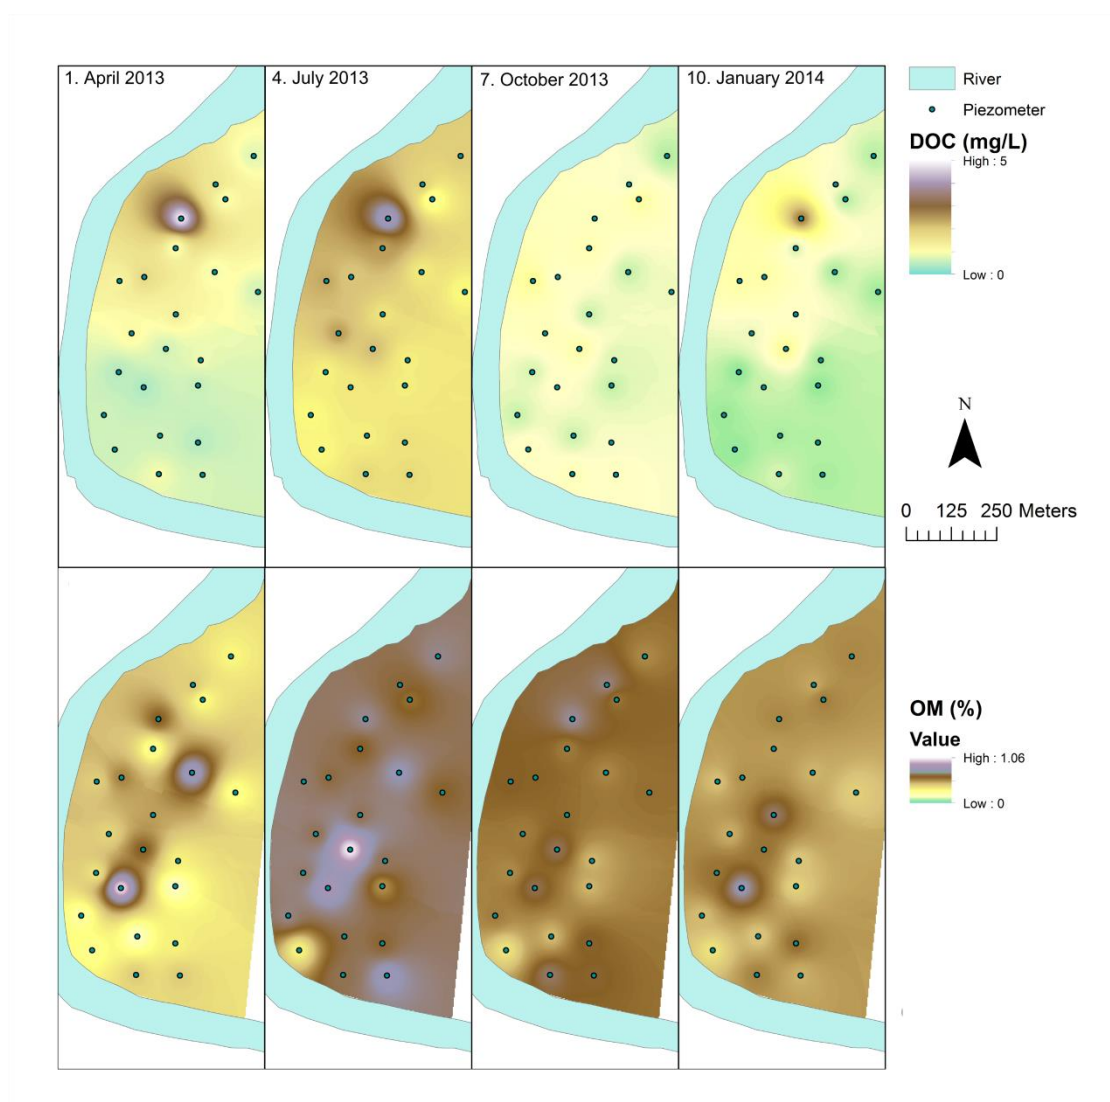 1. April 2013
4. July 2013
7. October 2013
10. January 2014
River
Piezometer
DOC (mg/L)
High : 5
Low : 0
N
0 125 250 Meters
OM (%)
Value
High : 1.06
Low : 0